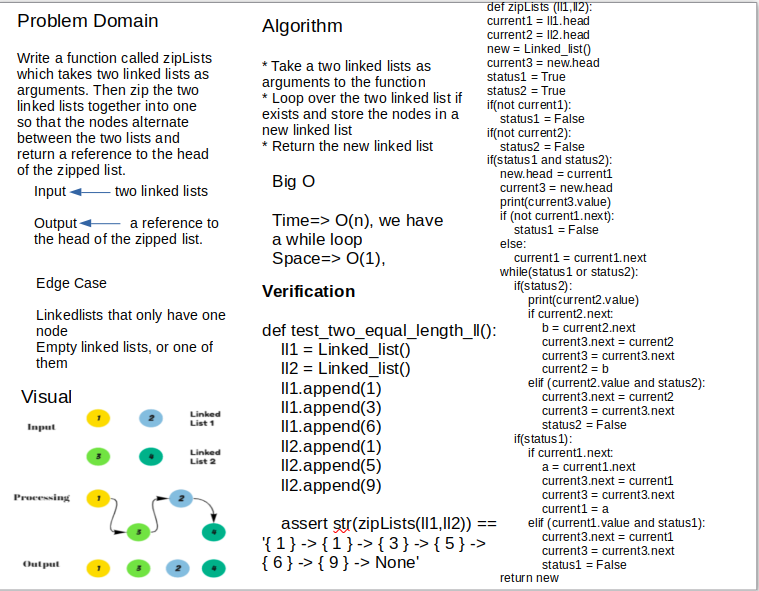 Problem Domain
Write a function called zipLists
which takes two linked lists as
arguments. Then zip the two
linked lists together into one
so that the nodes alternate
between the two lists and
return a reference to the head
of the zipped list.
Input two linked lists
Output a reference to
the head of the zipped list.
Edge Case
Linkedlists that only have one
node
Empty linked lists, or one of
them
Visual
Input
1 2 Linked
List 1
3 4 Linked
List 2
Processing
1 2
3 4
Output
1 3 2 4
Algorithm
* Take a two linked lists as
arguments to the function
* Loop over the two linked list if
exists and store the nodes in a
new linked list
* Return the new linked list
Big O
Time=> O(n), we have
a while loop
Space=> O(1),
Verification
def test_two_equal_length_ll():
ll1 = Linked_list()
ll2 = Linked_list()
ll1.append(1)
ll1.append(3)
ll1.append(6)
ll2.append(1)
ll2.append(5)
ll2.append(9)
assert str(zipLists(ll1,ll2)) ==
'{ 1 } -> { 1 } -> { 3 } -> { 5 } ->
{ 6 } -> { 9 } -> None'
def zipLists (ll1,ll2):
current1 = ll1.head
current2 = ll2.head
new = Linked_list()
current3 = new.head
status1 = True
status2 = True
if(not current1):
status1 = False
if(not current2):
status2 = False
if(status1 and status2):
new.head = current1
current3 = new.head
print(current3.value)
if (not current1.next):
status1 = False
else:
current1 = current1.next
while(status1 or status2):
if(status2):
print(current2.value)
if current2.next:
b = current2.next
current3.next = current2
current3 = current3.next
current2 = b
elif (current2.value and status2):
current3.next = current2
current3 = current3.next
status2 = False
if(status1):
if current1.next:
a = current1.next
current3.next = current1
current3 = current3.next
current1 = a
elif (current1.value and status1):
current3.next = current1
current3 = current3.next
status1 = False
return new